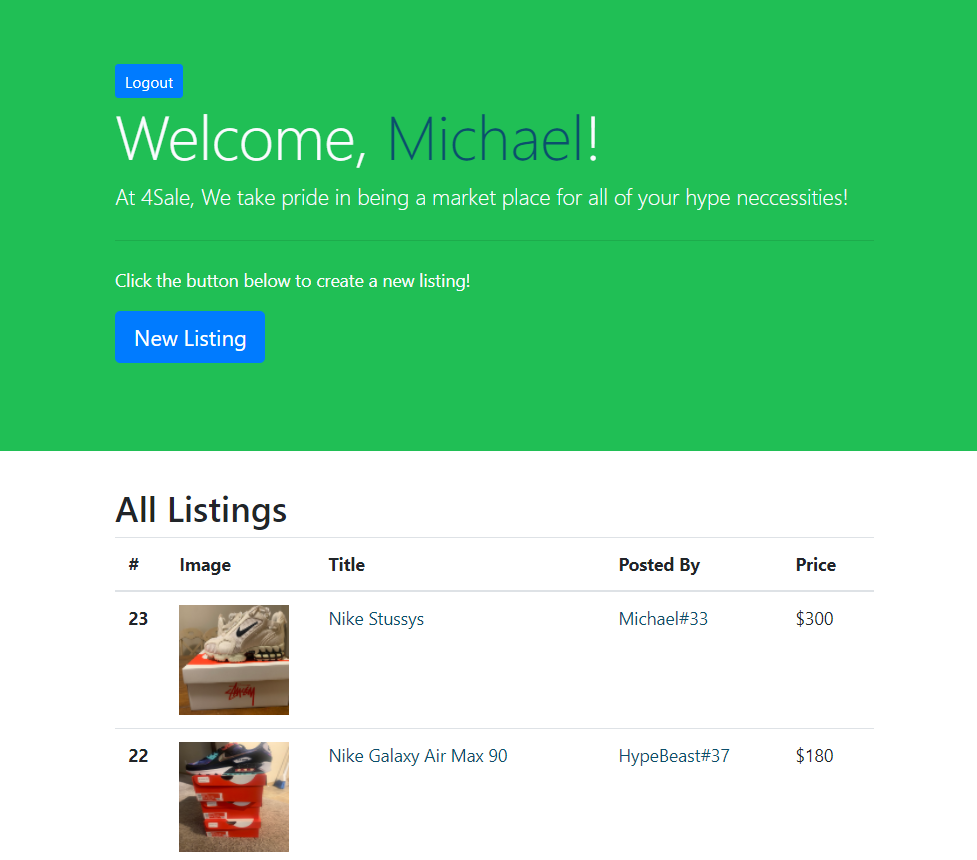 Logout
Welcome, Michael!
At 4Sale, We take pride in being a market place for all of your hype neccessities!
Click the button below to create a new listing!
New Listing
All Listings
# Image Title Posted By Price
23 Nike Stussys Michael#33 $300
Stüssy
22 Nike Galaxy Air Max 90 HypeBeast#37 $180